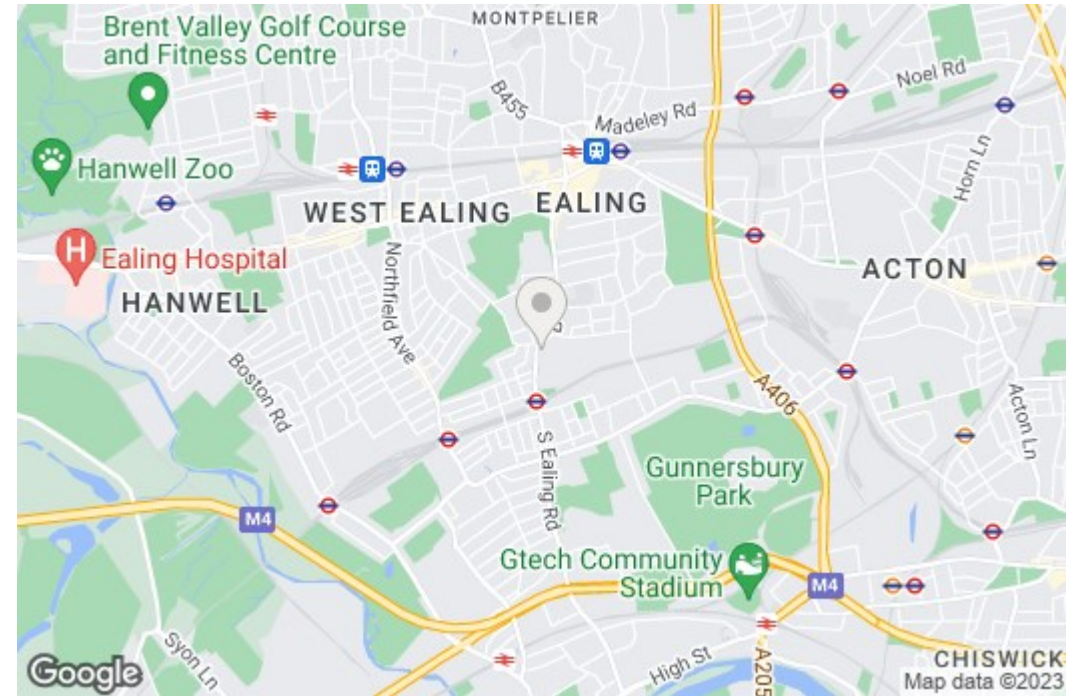 MONTPELIER
Brent Valley Golf Course
and Fitness Centre
Noel Rd
B455
Madeley Rd
Horn Ln
Hanwell Zoo
WEST EALING
EALING
H
Ealing Hospital
HANWELL
Northfield Ave
ACTON
Boston Rd
A406
Acton Ln
S Ealing Rd
Gunnersbury
Park
M4
Gtech Community
Stadium
M4
Syon Ln
High St
A205
CHISWICK
Google
Map data ©2023